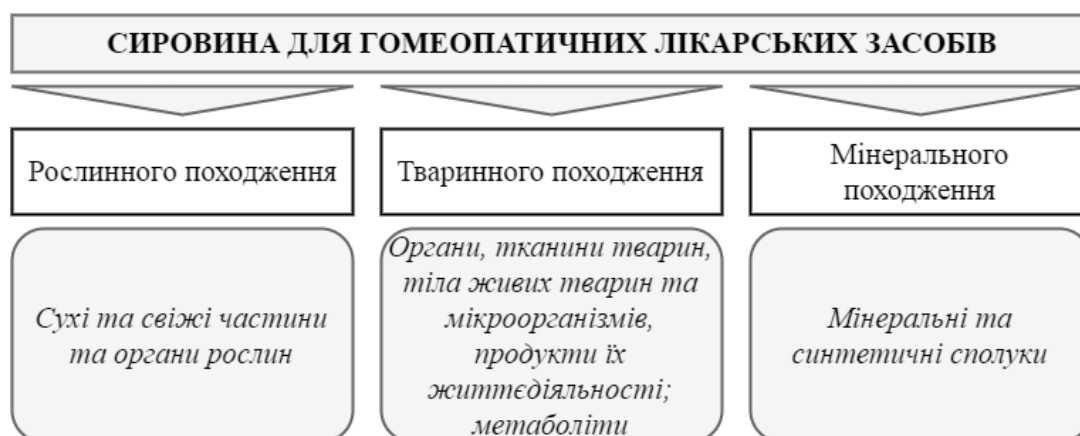 СИРОВИНА ДЛЯ ГОМЕОПАТИЧНИХ ЛІКАРСЬКИХ ЗАСОБІВ
Рослинного походження
Тваринного походження
Мінерального
походження
Сухі та свіжі частини
та органи рослин
Органи, тканини тварин,
тіла живих тварин та
мікроорганізмів,
продукти їх
життєдіяльності;
метаболіти
Мінеральні та
синтетичні сполуки